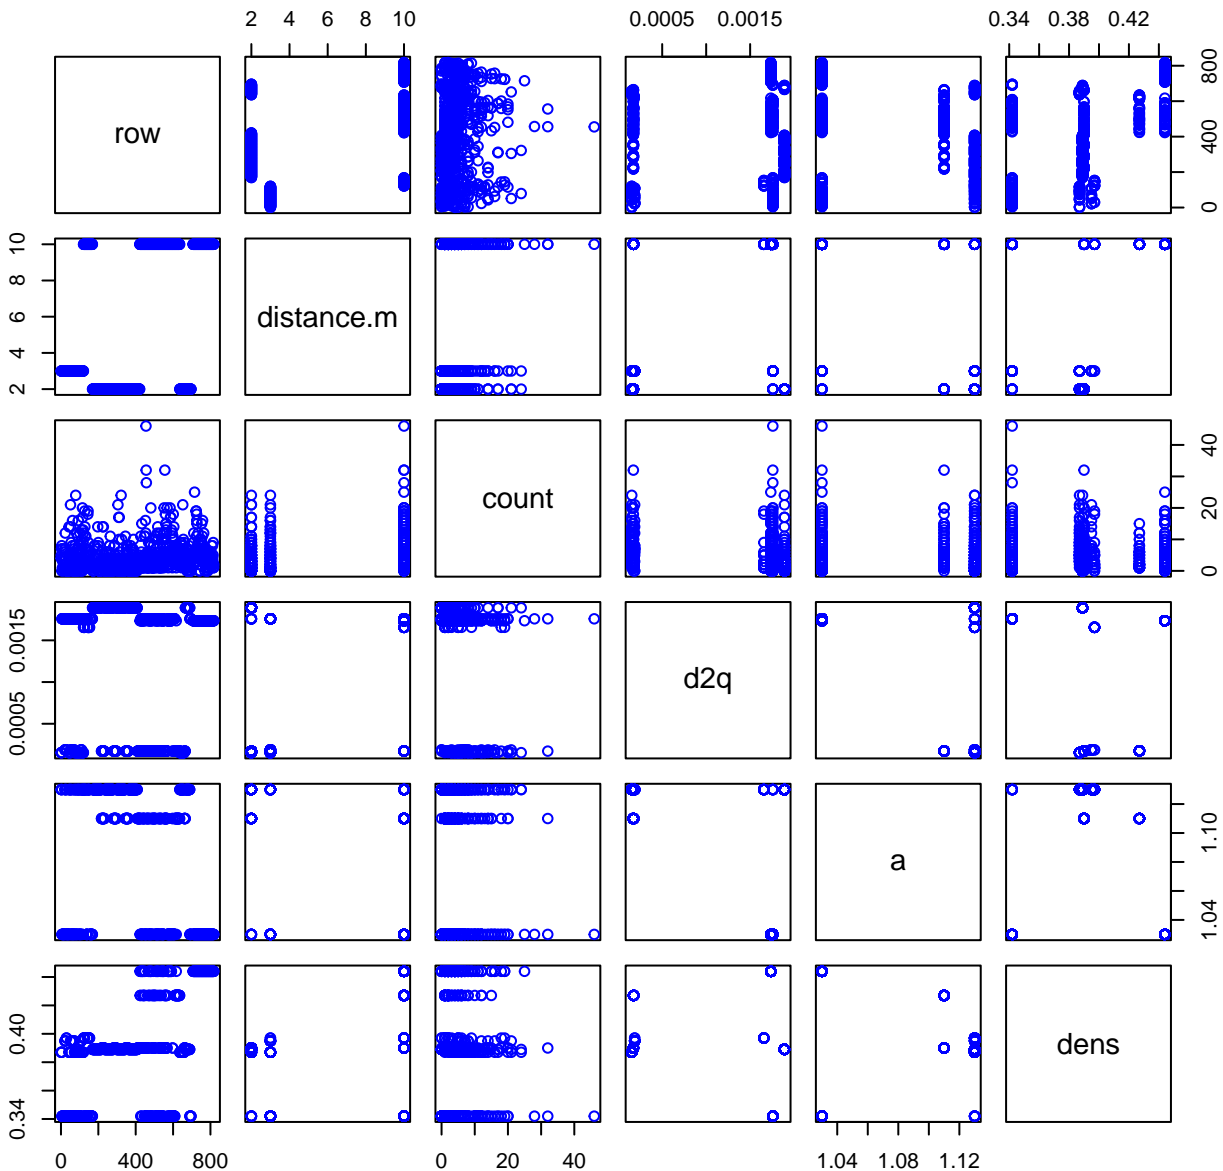 2 4 6 8 10 0.0005 0.0015 0.34 0.38 0.42
row 0 400 800
2 4 6 8 10 distance.m
count 0 20 40
0.0005 0.0015 d2q
a 1.04 1.10
0.34 0.40 dens
0 400 800 0 20 40 1.04 1.08 1.12